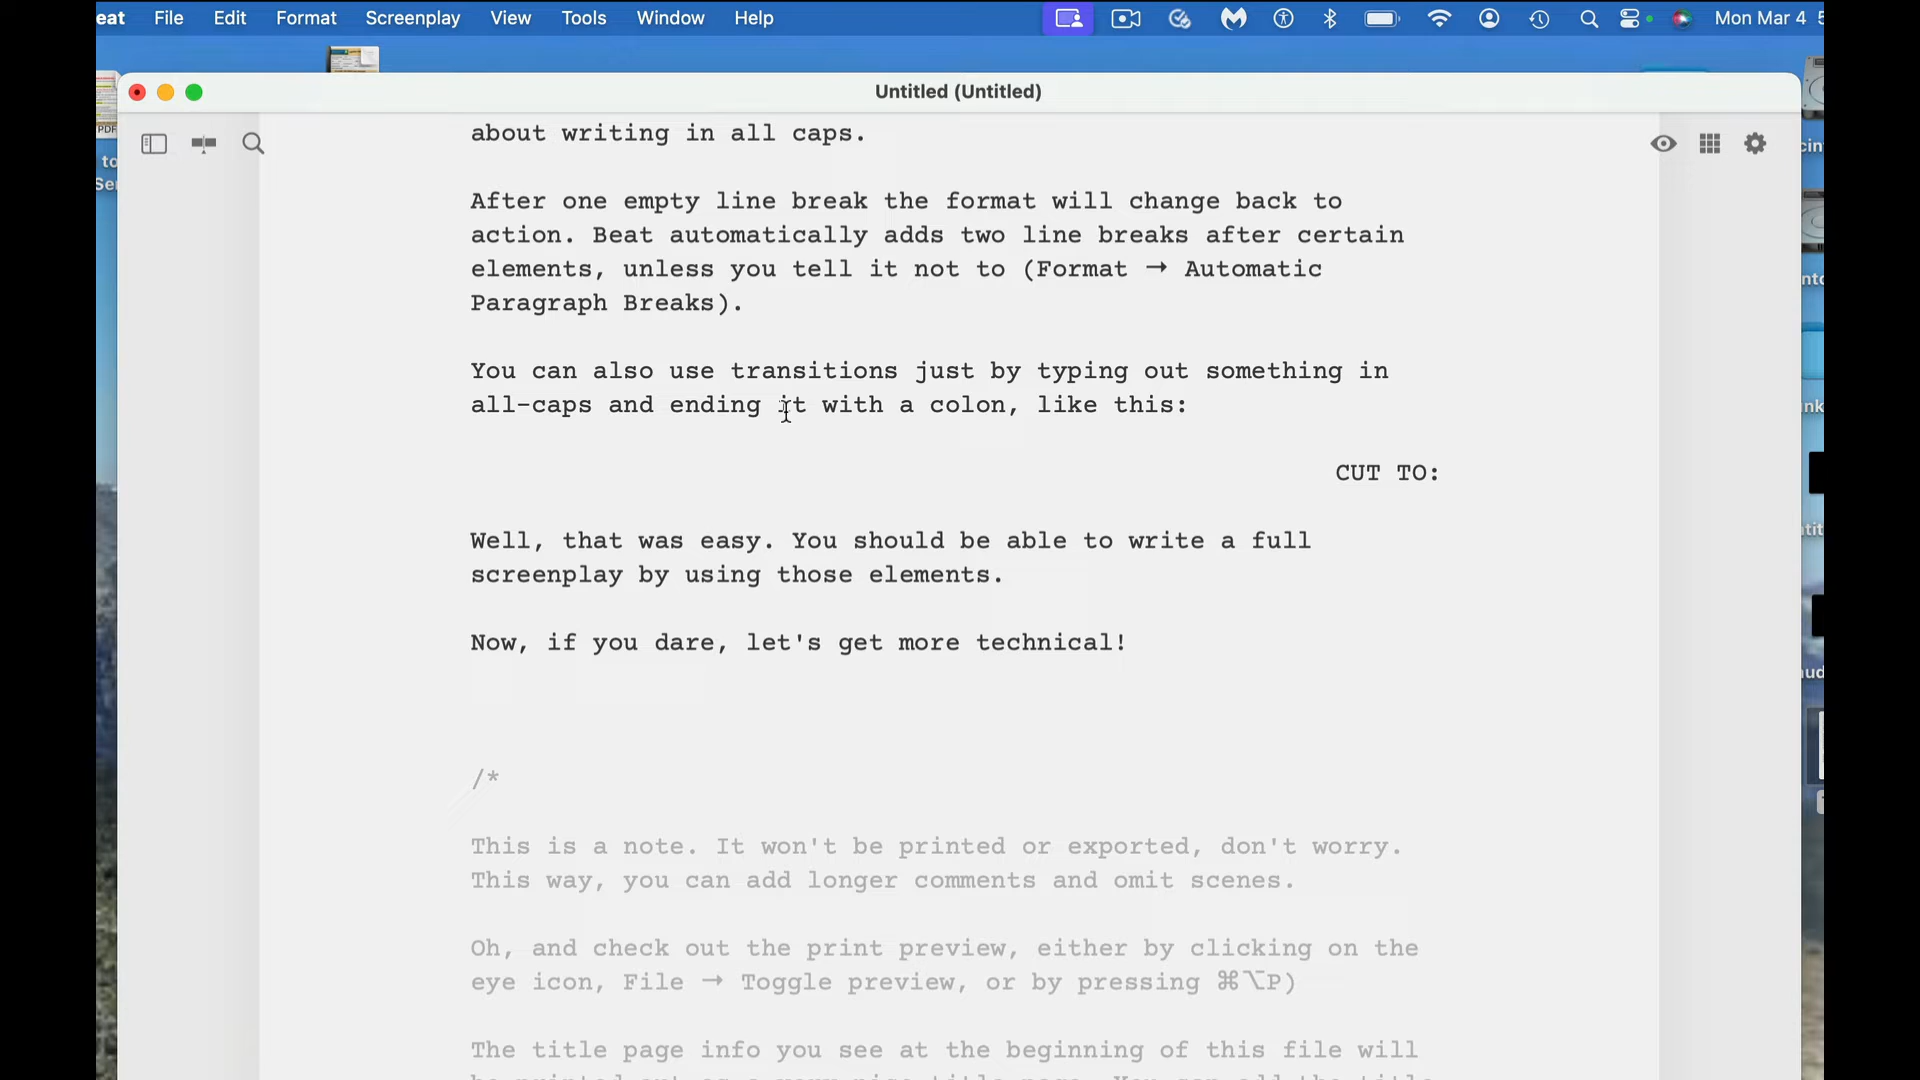 eat File Edit Format Screenplay View Tools Window Help Mon Mar 4
Untitled (Untitled)
about writing in all caps.
After one empty line break the format will change back to
action. Beat automatically adds two line breaks after certain
elements, unless you tell it not to (Format → Automatic
Paragraph Breaks).
You can also use transitions just by typing out something in
all-caps and ending it with a colon, like this:
CUT TO:
Well, that was easy. You should be able to write a full
screenplay by using those elements.
Now, if you dare, let's get more technical!
/*
This is a note. It won't be printed or exported, don't worry.
This way, you can add longer comments and omit scenes.
Oh, and check out the print preview, either by clicking on the
eye icon, File → Toggle preview, or by pressing ⌘⌥P)
The title page info you see at the beginning of this file will
PDF
to
Ser